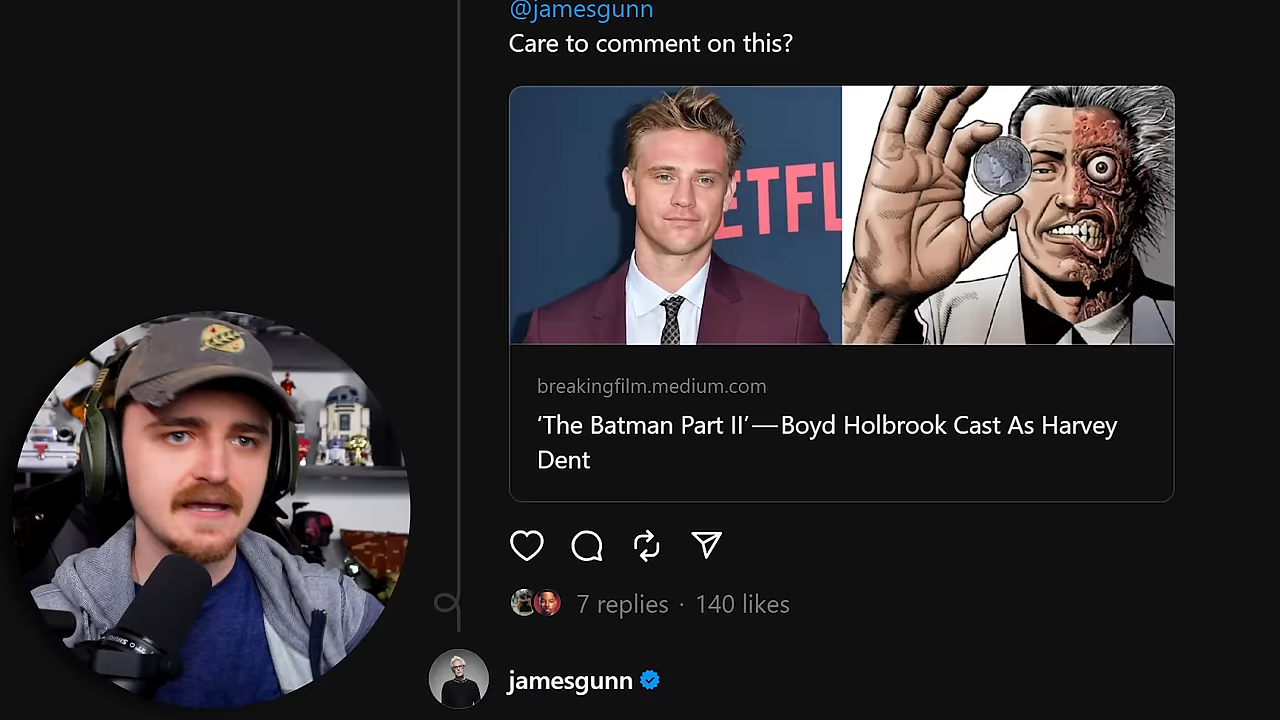 @jamesgunn
Care to comment on this?
ETFL
breakingfilm.medium.com
‘The Batman Part II’—Boyd Holbrook Cast As Harvey
Dent
7 replies · 140 likes
jamesgunn